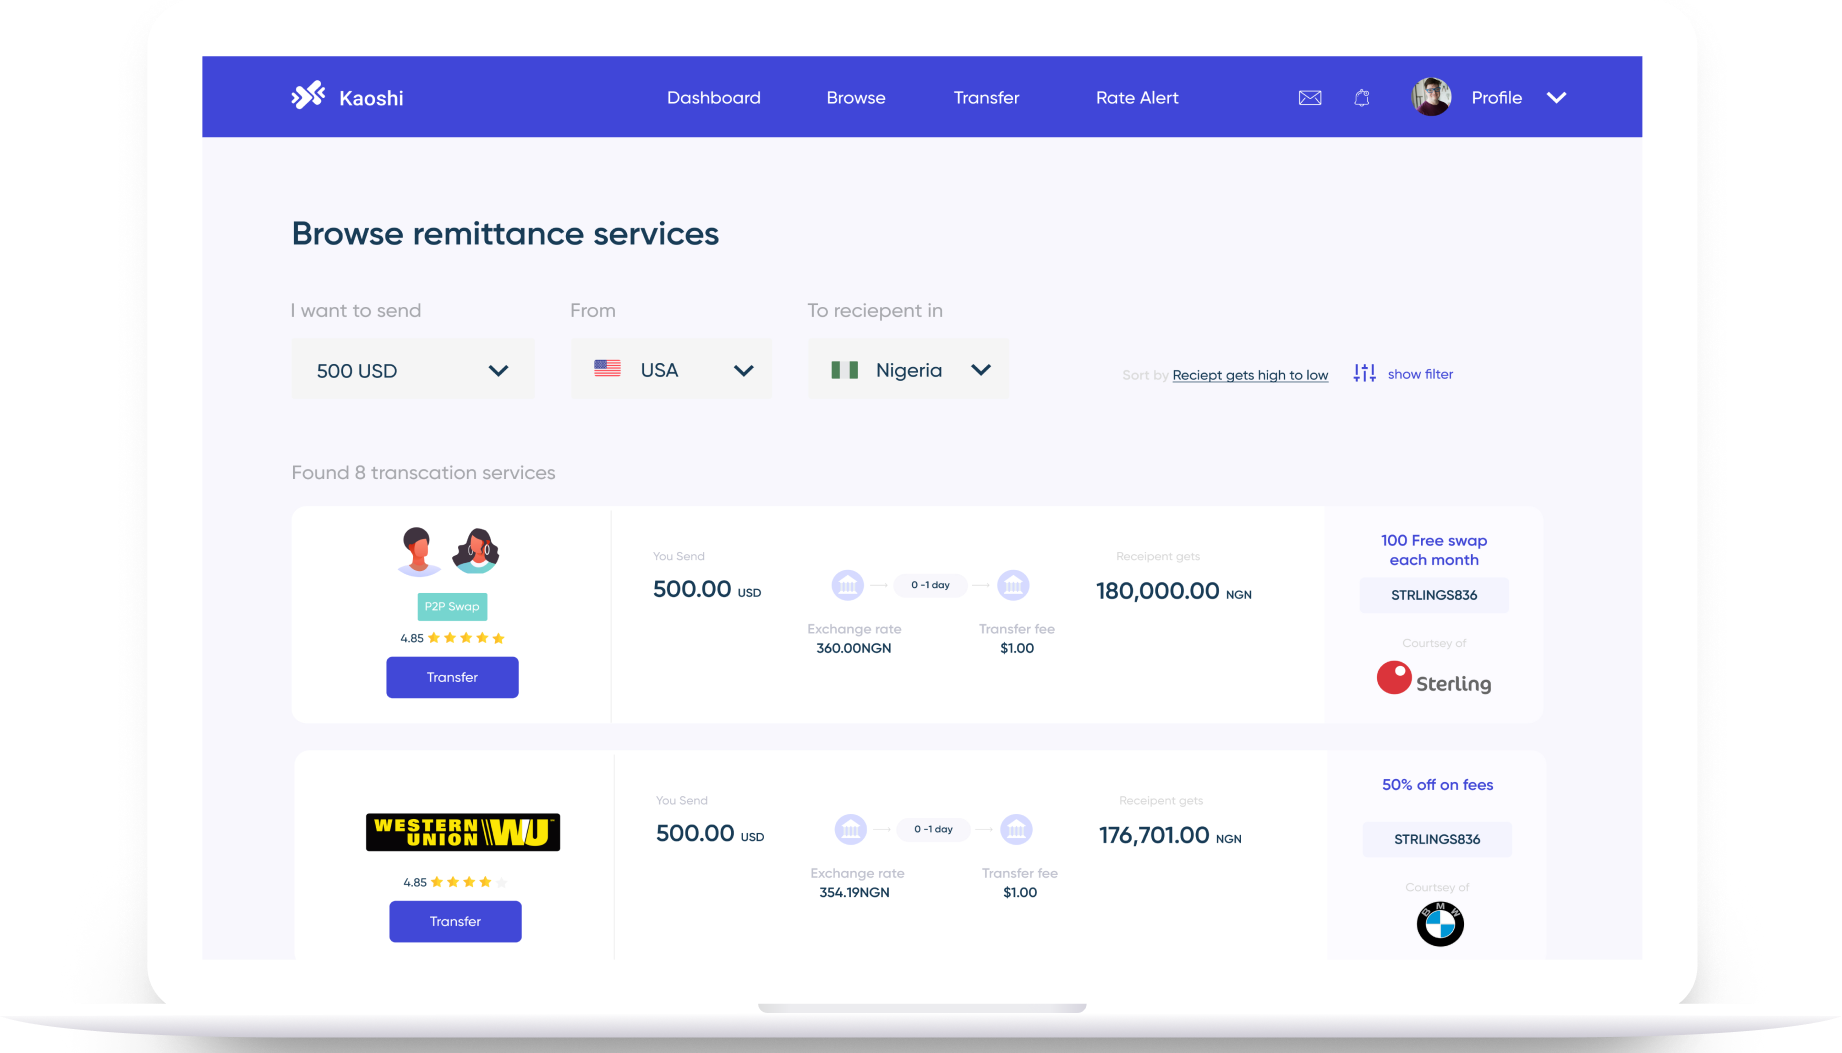 Kaoshi
Dashboard
Browse
Transfer
Rate Alert
Profile
Browse remittance services
I want to send
From
To reciepent in
500 USD
USA
Nigeria
Sort by Reciept gets high to low
show filter
Found 8 transcation services
P2P Swap
4.85
Transfer
You Send
500.00 USD
0 -1 day
Exchange rate
360.00NGN
Transfer fee
$1.00
Receipent gets
180,000.00 NGN
100 Free swap
each month
STRLINGS836
Courtsey of
Sterling
WESTERN
UNION
WU
4.85
Transfer
You Send
500.00 USD
0 -1 day
Exchange rate
354.19NGN
Transfer fee
$1.00
Receipent gets
176,701.00 NGN
50% off on fees
STRLINGS836
Courtsey of
BMW